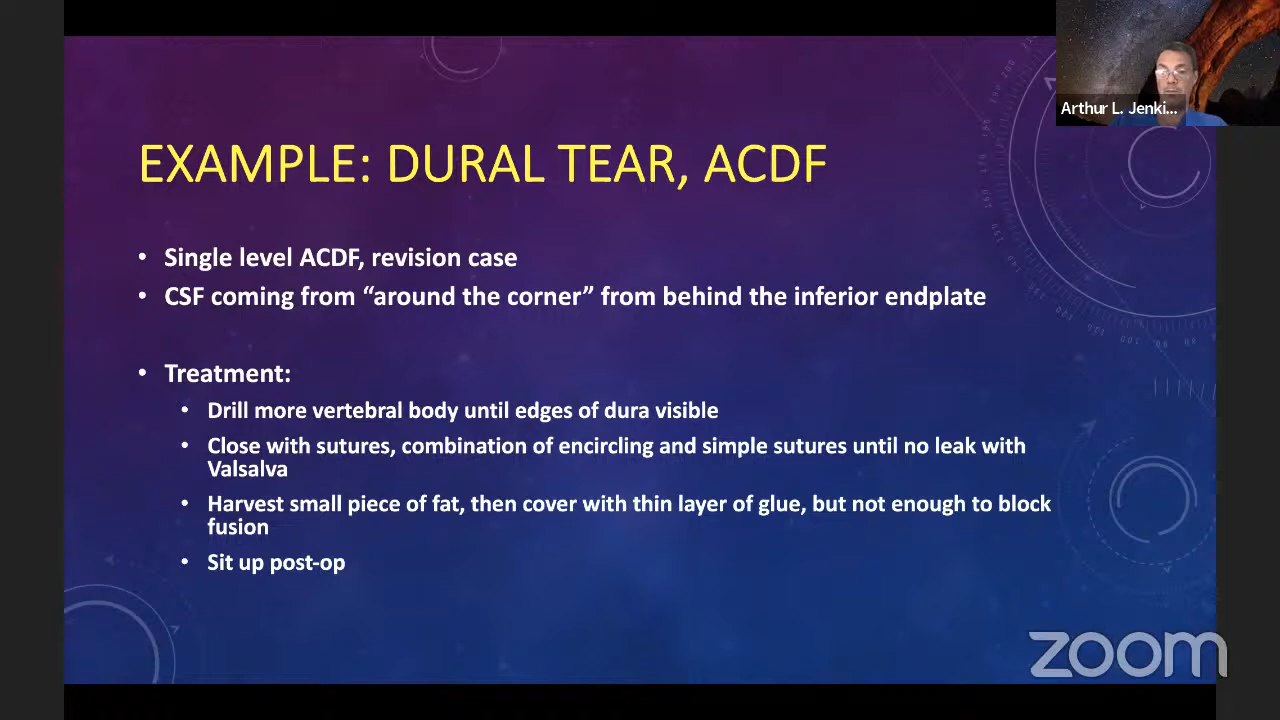 Arthur L. Jenki...
EXAMPLE: DURAL TEAR, ACDF
• Single level ACDF, revision case
• CSF coming from “around the corner” from behind the inferior endplate
• Treatment:
• Drill more vertebral body until edges of dura visible
• Close with sutures, combination of encircling and simple sutures until no leak with
Valsalva
• Harvest small piece of fat, then cover with thin layer of glue, but not enough to block
fusion
• Sit up post-op
zoom